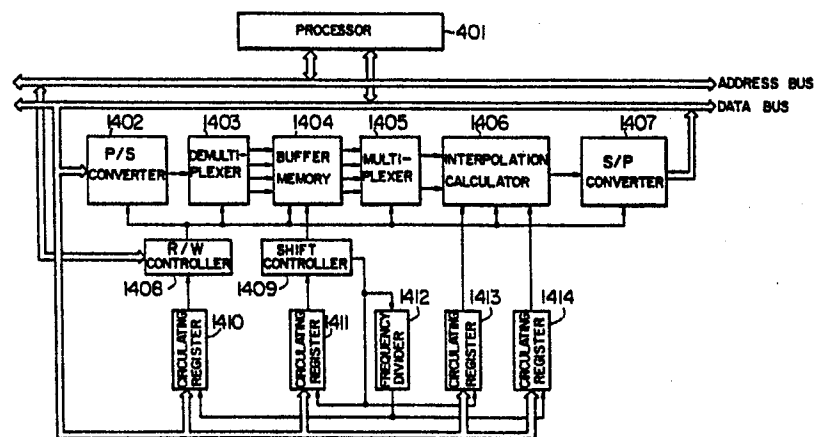 PROCESSOR
401
ADDRESS BUS
DATA BUS
1402
1403
1404
1405
1406
1407
P/S
CONVERTER
DEMULTI-
PLEXER
BUFFER
MEMORY
MULTI-
PLEXER
INTERPOLATION
CALCULATOR
S/P
CONVERTER
R/W
CONTROLLER
SHIFT
CONTROLLER
1408
1409
1410
1411
1412
1413
1414
CIRCULATING
REGISTER
CIRCULATING
REGISTER
FREQUENCY
DIVIDER
CIRCULATING
REGISTER
CIRCULATING
REGISTER